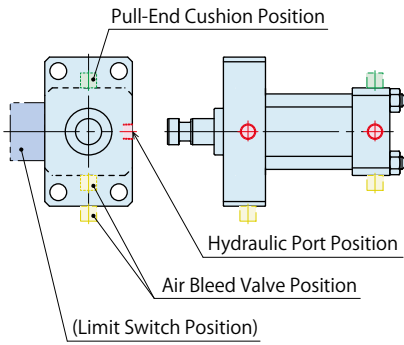 Pull-End Cushion Position
Hydraulic Port Position
Air Bleed Valve Position
(Limit Switch Position)